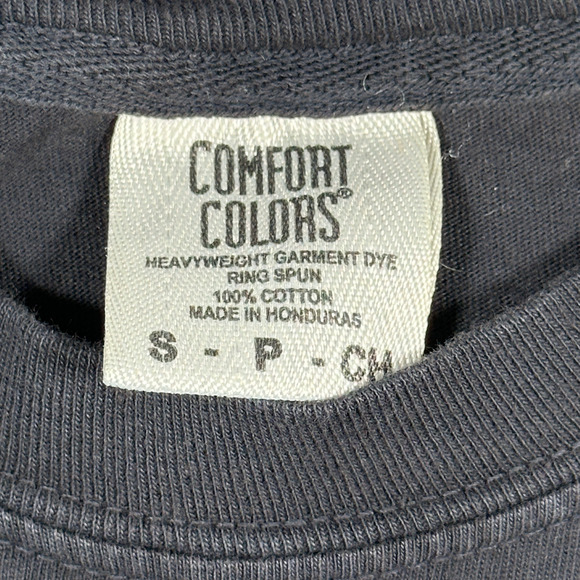 COMFORT
COLORS®
HEAVYWEIGHT GARMENT DYE
RING SPUN
100% COTTON
MADE IN HONDURAS
S - P - CH